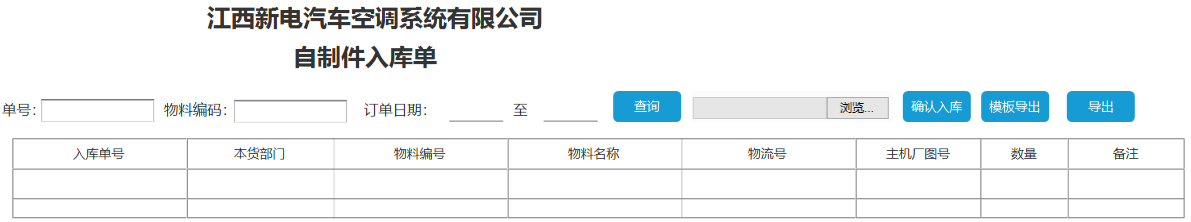 江西新电汽车空调系统有限公司
自制件入库单
单号： 物料编码： 订单日期： 至 查询 浏览... 确认入库 模板导出 导出
入库单号 本货部门 物料编号 物料名称 物流号 主机厂图号 数量 备注